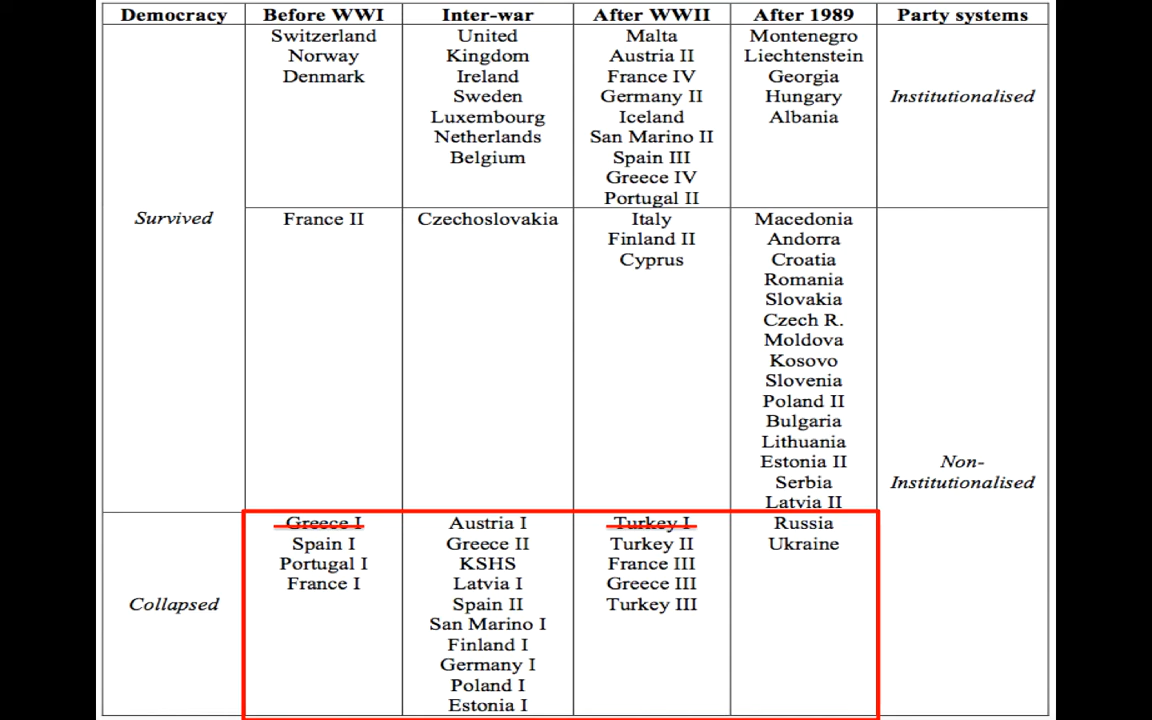 Democracy Before WWI Inter-war After WWII After 1989 Party systems
Switzerland United Malta Montenegro
Norway Kingdom Austria II Liechtenstein
Denmark Ireland France IV Georgia
Sweden Germany II Hungary Institutionalised
Luxembourg Iceland Albania
Netherlands San Marino II
Belgium Spain III
Greece IV
Portugal II
Survived France II Czechoslovakia Italy Macedonia
Finland II Andorra
Cyprus Croatia
Romania
Slovakia
Czech R.
Moldova
Kosovo
Slovenia
Poland II
Bulgaria
Lithuania
Estonia II Non-
Serbia Institutionalised
Latvia II
Greece I Austria I Turkey I Russia
Spain I Greece II Turkey II Ukraine
Portugal I KSHS France III
France I Latvia I Greece III
Collapsed Spain II Turkey III
San Marino I
Finland I
Germany I
Poland I
Estonia I